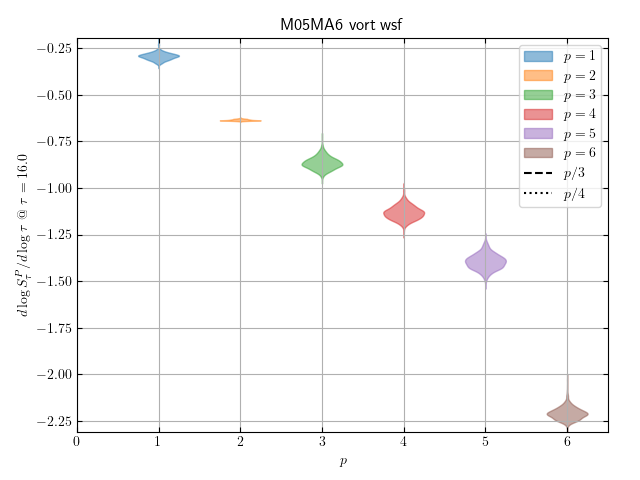 M05MA6 vort wsf
d log S_τ^P / d log τ @ τ = 16.0
−0.25
−0.50
−0.75
−1.00
−1.25
−1.50
−1.75
−2.00
−2.25
0
1
2
3
4
5
6
p
p = 1
p = 2
p = 3
p = 4
p = 5
p = 6
p/3
p/4